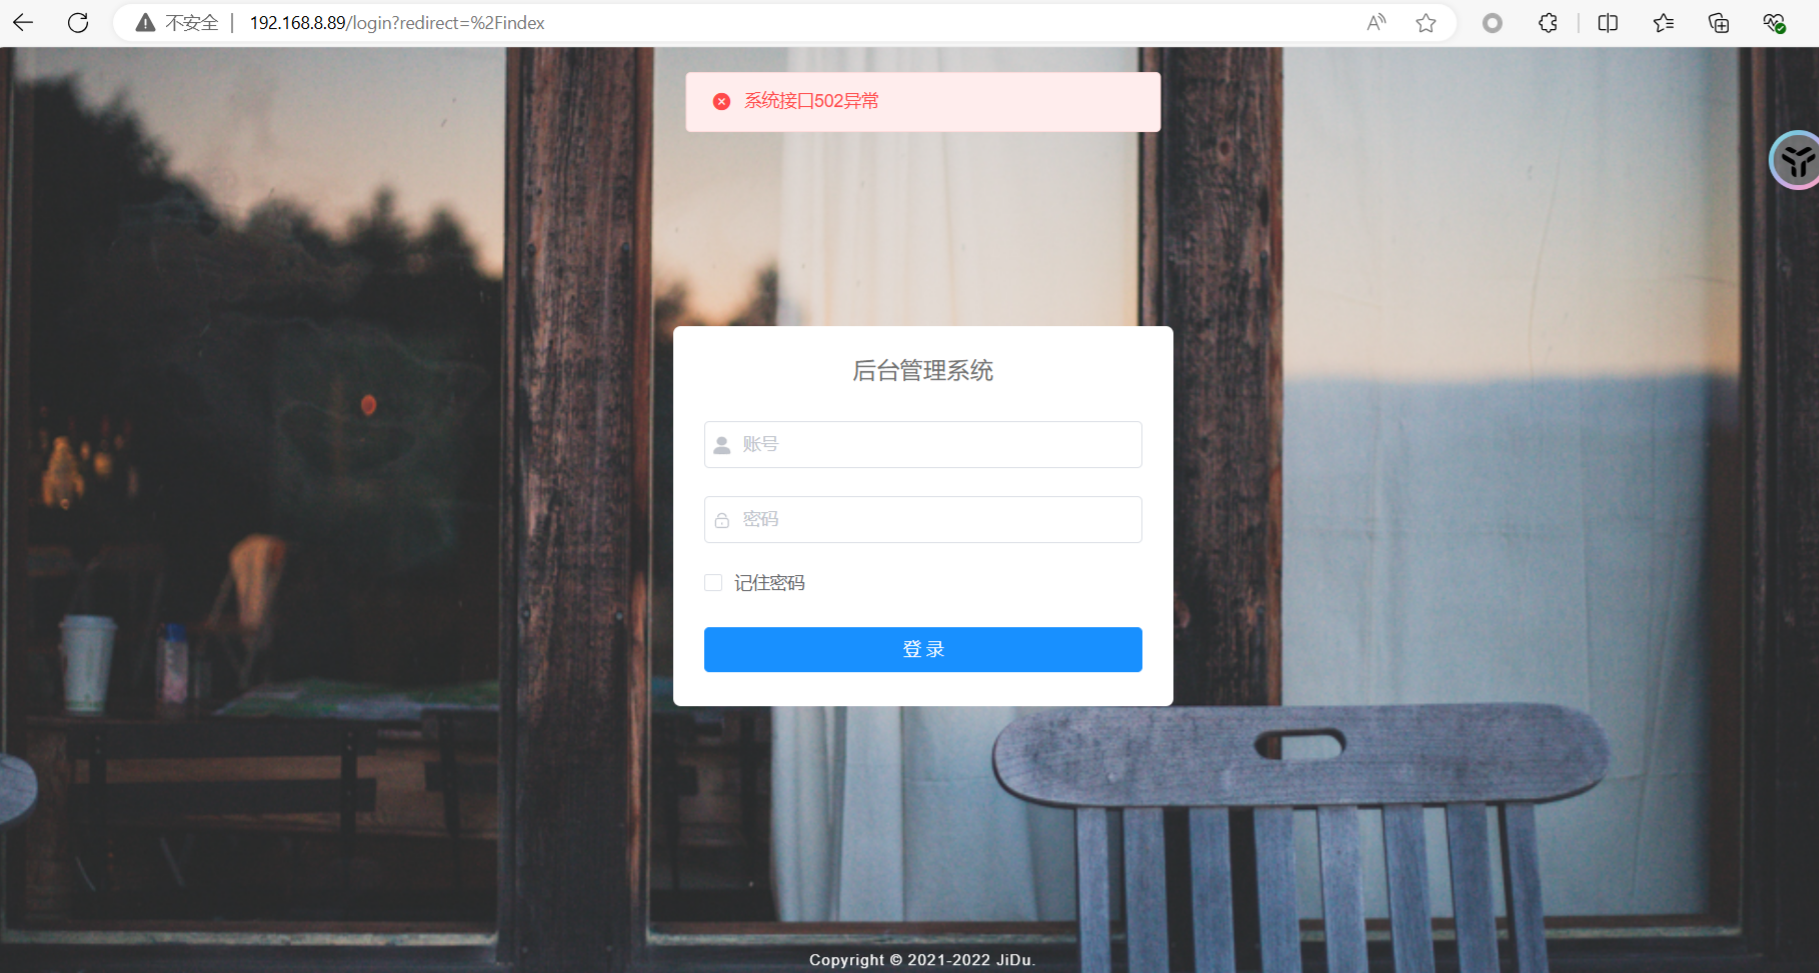 不安全 | 192.168.8.89/login?redirect=%2Findex
系统接口502异常
后台管理系统
账号
密码
记住密码
登 录
Copyright © 2021-2022 JiDu.